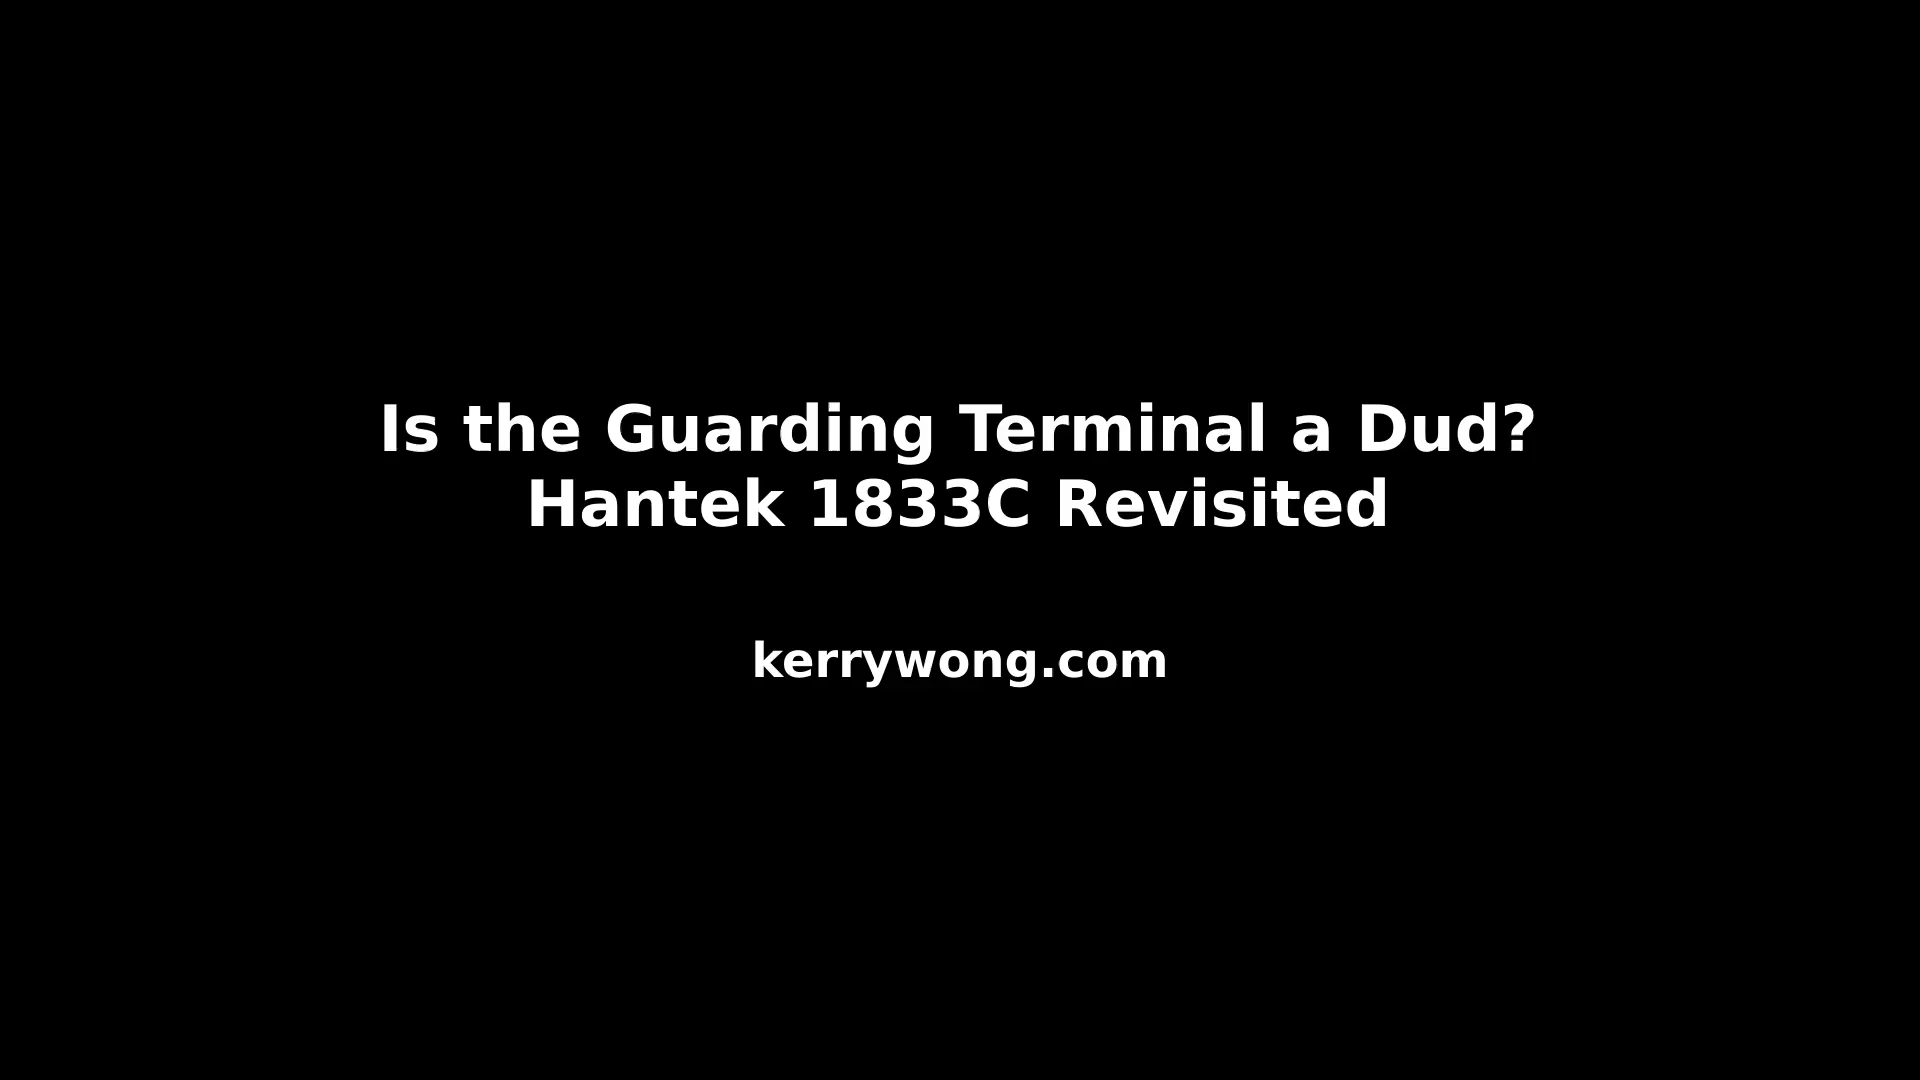 Is the Guarding Terminal a Dud?
Hantek 1833C Revisited
kerrywong.com